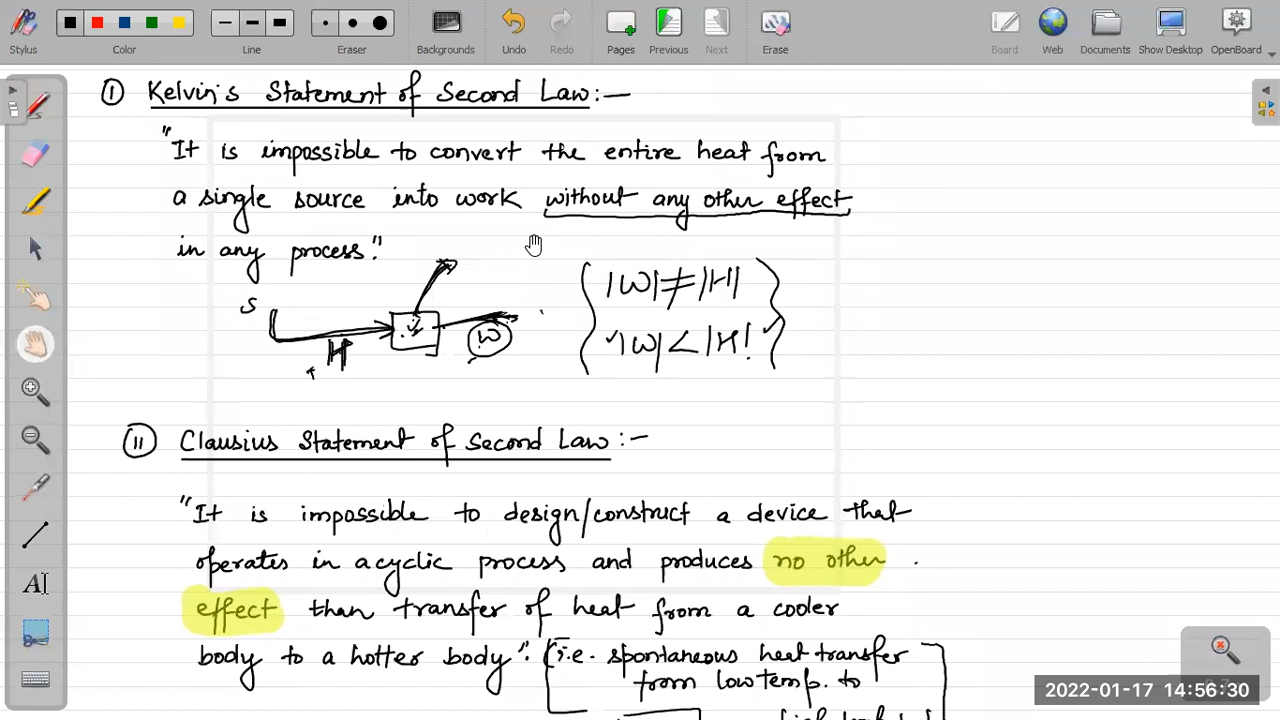 Stylus
Color
Line
Eraser
Backgrounds
Undo
Redo
Pages
Previous
Next
Erase
Board
Web
Documents
Show Desktop
OpenBoard
I Kelvin's Statement of Second Law:—
"It is impossible to convert the entire heat from
a single source into work without any other effect
in any process."
S
H
W
|W|≠|H|
✓|W| < |H| ✓
II Clausius Statement of Second Law :-
"It is impossible to design/construct a device that
operates in a cyclic process and produces no other
effect than transfer of heat from a cooler
body to a hotter body". (i.e. spontaneous heat transfer
from low temp. to
2022-01-17 14:56:30